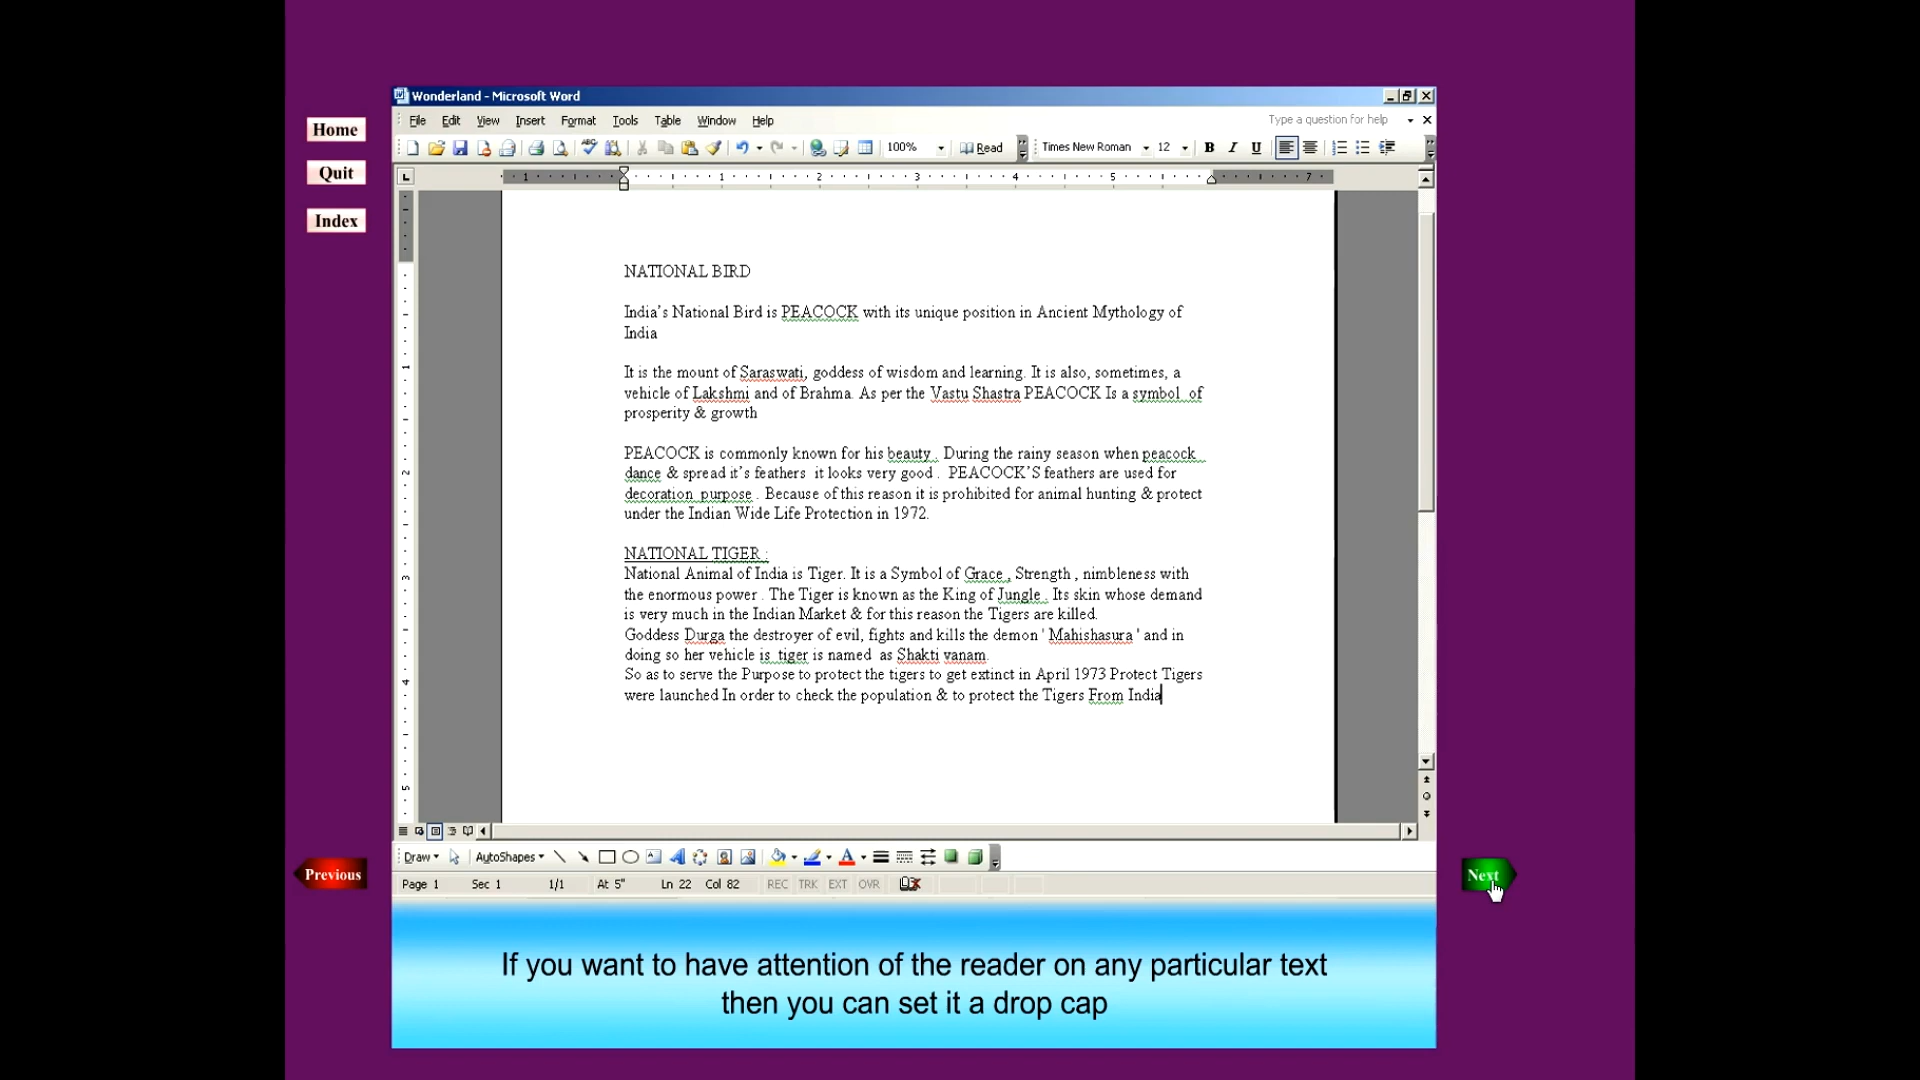 Wonderland - Microsoft Word
Home
Quit
Index
File Edit View Insert Format Tools Table Window Help
Type a question for help
100% Read Times New Roman 12 B I U
1 1 2 3 4 5 7
NATIONAL BIRD
India's National Bird is PEACOCK with its unique position in Ancient Mythology of
India
It is the mount of Saraswati, goddess of wisdom and learning. It is also, sometimes, a
vehicle of Lakshmi and of Brahma. As per the Vastu Shastra PEACOCK Is a symbol of
prosperity & growth
PEACOCK is commonly known for his beauty . During the rainy season when peacock
dance & spread it's feathers it looks very good . PEACOCK'S feathers are used for
decoration purpose . Because of this reason it is prohibited for animal hunting & protect
under the Indian Wide Life Protection in 1972.
NATIONAL TIGER :
National Animal of India is Tiger. It is a Symbol of Grace , Strength , nimbleness with
the enormous power . The Tiger is known as the King of Jungle . Its skin whose demand
is very much in the Indian Market & for this reason the Tigers are killed.
Goddess Durga the destroyer of evil, fights and kills the demon ' Mahishasura ' and in
doing so her vehicle is tiger is named as Shakti vanam.
So as to serve the Purpose to protect the tigers to get extinct in April 1973 Protect Tigers
were launched In order to check the population & to protect the Tigers From India
1
2
3
4
5
Draw AutoShapes
Page 1 Sec 1 1/1 At 5" Ln 22 Col 82 REC TRK EXT OVR
Previous
Next
If you want to have attention of the reader on any particular text
then you can set it a drop cap